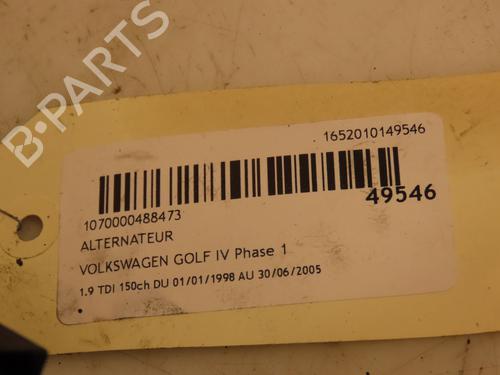 B-PARTS
1652010149546
49546
1070000488473
ALTERNATEUR
VOLKSWAGEN GOLF IV Phase 1
1.9 TDI 150ch DU 01/01/1998 AU 30/06/2005